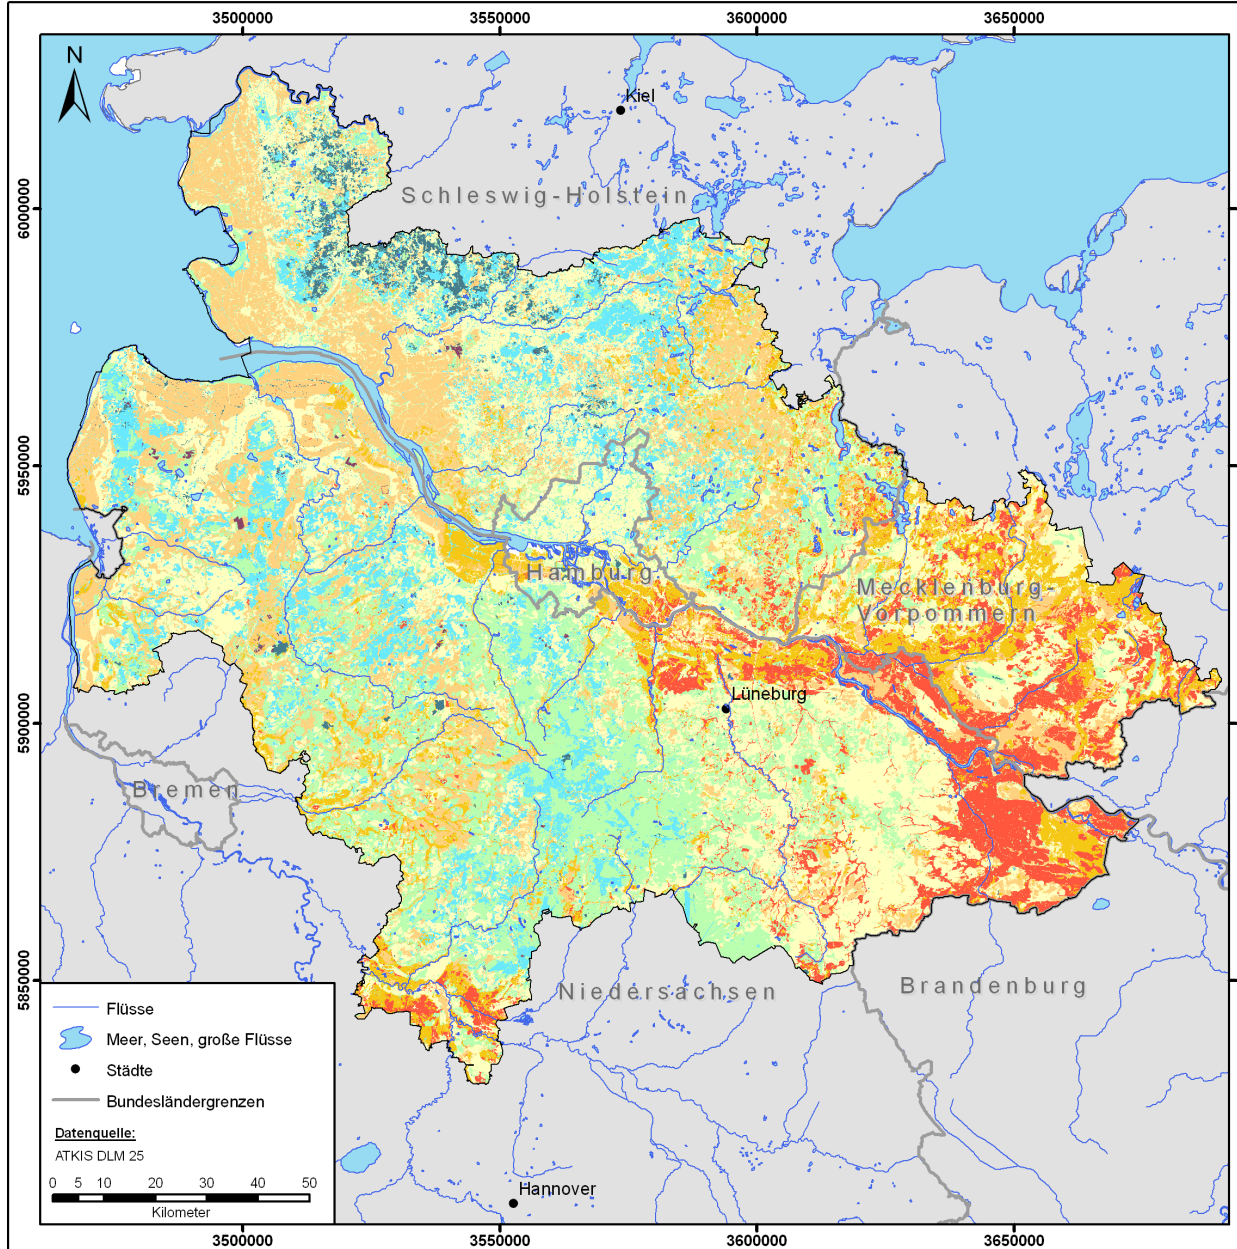 3500000 3550000 3600000 3650000
N
Kiel
Schleswig-Holstein
6000000
5950000
Hamburg
Mecklenburg-
Vorpommern
Lüneburg
5900000
Bremen
5850000
Niedersachsen
Brandenburg
Flüsse
Meer, Seen, große Flüsse
Städte
Bundesländergrenzen
Datenquelle:
ATKIS DLM 25
0 5 10 20 30 40 50
Kilometer
Hannover
3500000 3550000 3600000 3650000